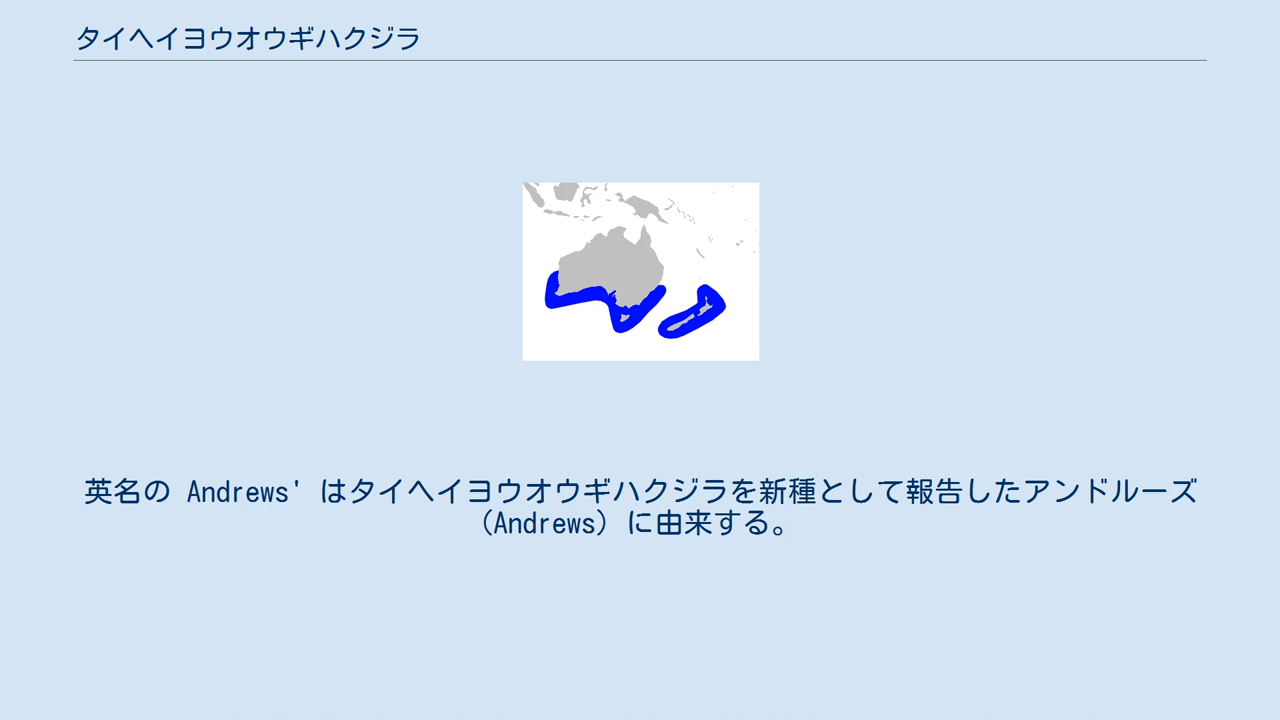 タイヘイヨウオウギハクジラ
英名の Andrews' はタイヘイヨウオウギハクジラを新種として報告したアンドルーズ
(Andrews) に由来する。